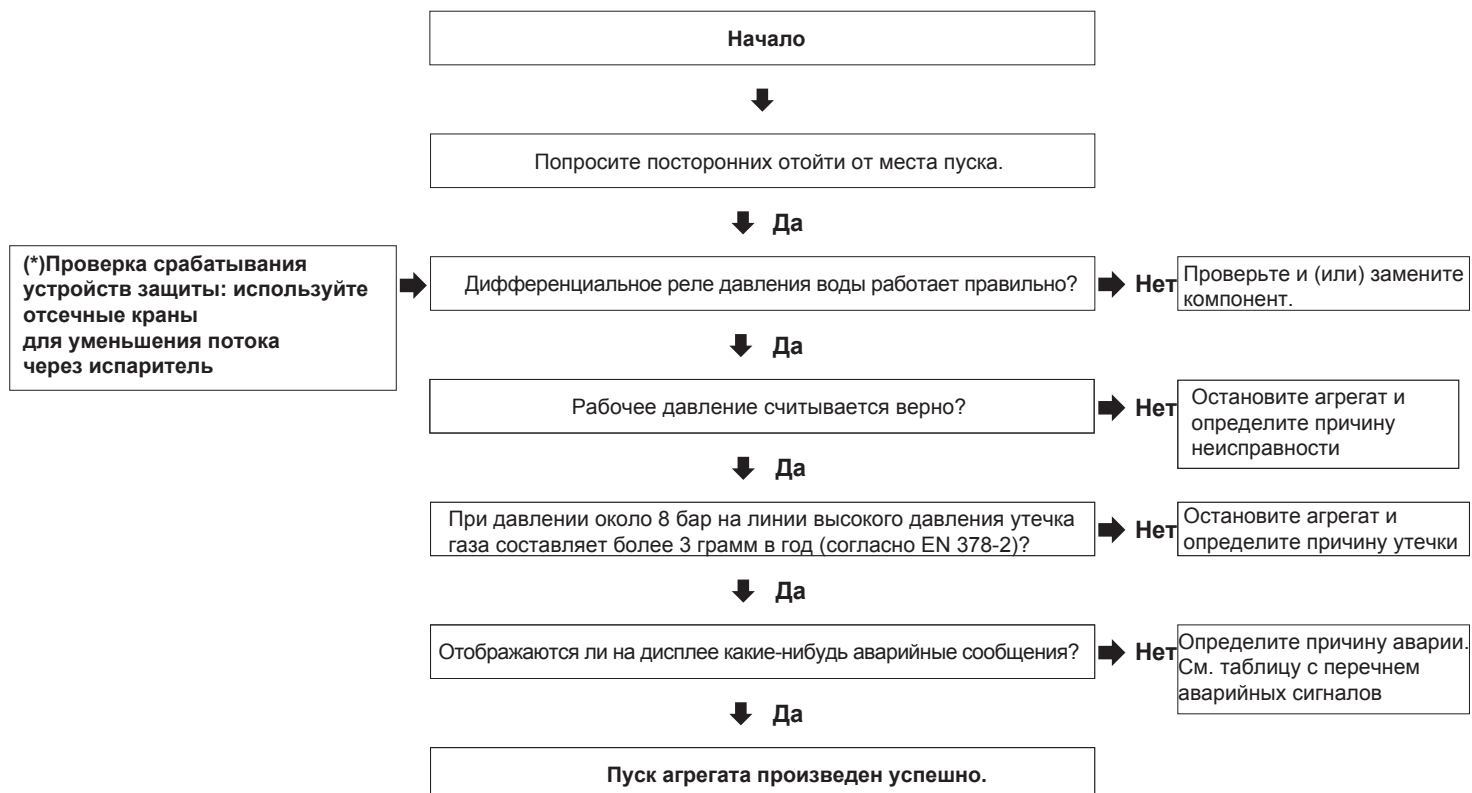 Начало
Попросите посторонних отойти от места пуска.
Да
(*)Проверка срабатывания
устройств защиты: используйте
отсечные краны
для уменьшения потока
через испаритель
Дифференциальное реле давления воды работает правильно?
Нет
Проверьте и (или) замените
компонент.
Да
Рабочее давление считывается верно?
Нет
Остановите агрегат и
определите причину
неисправности
Да
При давлении около 8 бар на линии высокого давления утечка
газа составляет более 3 грамм в год (согласно EN 378-2)?
Нет
Остановите агрегат и
определите причину утечки
Да
Отображаются ли на дисплее какие-нибудь аварийные сообщения?
Нет
Определите причину аварии.
См. таблицу с перечнем
аварийных сигналов
Да
Пуск агрегата произведен успешно.